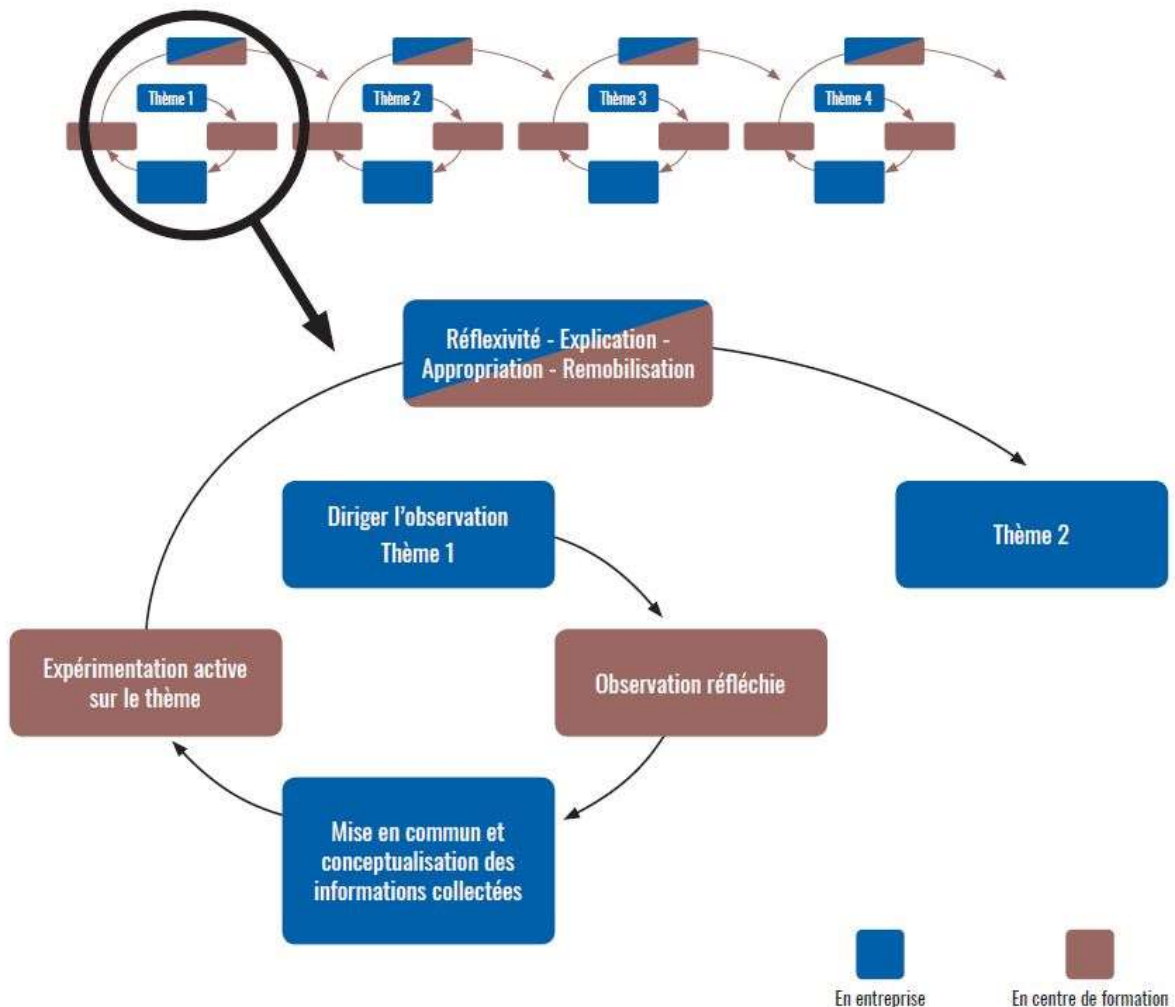 Thème 1
Thème 2
Thème 3
Thème 4
Réflexivité - Explication -
Appropriation - Remobilisation
Diriger l’observation
Thème 1
Thème 2
Expérimentation active
sur le thème
Observation réfléchie
Mise en commun et
conceptualisation des
informations collectées
En entreprise
En centre de formation